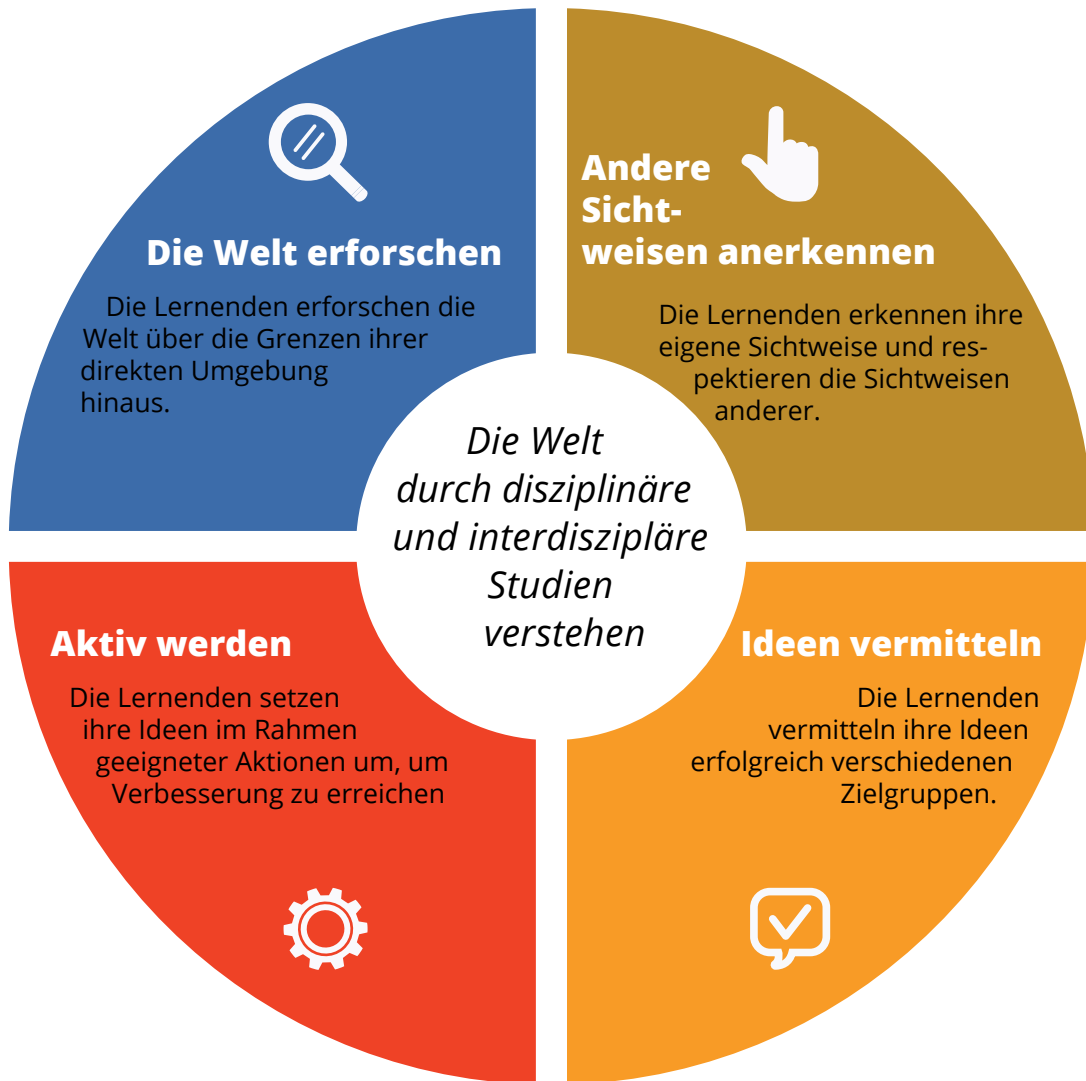 Die Welt erforschen
Die Lernenden erforschen die
Welt über die Grenzen ihrer
direkten Umgebung
hinaus.
Andere
Sicht-
weisen anerkennen
Die Lernenden erkennen ihre
eigene Sichtweise und res-
pektieren die Sichtweisen
anderer.
Die Welt
durch disziplinäre
und interdiszipläre
Studien
verstehen
Aktiv werden
Die Lernenden setzen
ihre Ideen im Rahmen
geeigneter Aktionen um, um
Verbesserung zu erreichen
Ideen vermitteln
Die Lernenden
vermitteln ihre Ideen
erfolgreich verschiedenen
Zielgruppen.